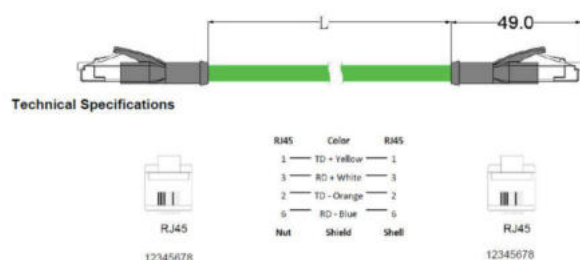 L
49.0
Technical Specifications
RJ45 Color RJ45
1 TD + Yellow 1
3 RD + White 3
2 TD - Orange 2
6 RD - Blue 6
Nut Shield Shell
RJ45
12345678
RJ45
12345678